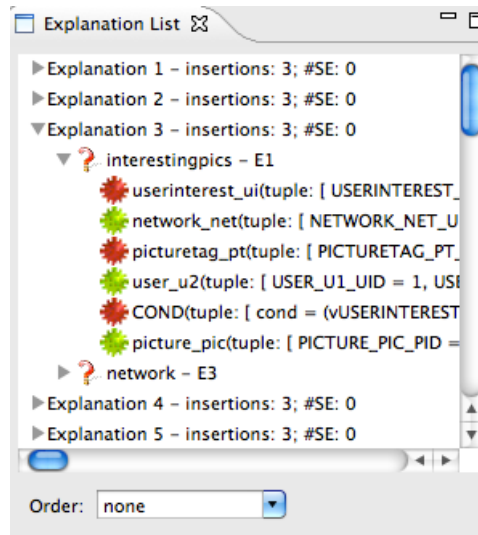 Explanation List
Explanation 1 – insertions: 3; #SE: 0
Explanation 2 – insertions: 3; #SE: 0
Explanation 3 – insertions: 3; #SE: 0
interestingpics – E1
userinterest_ui(tuple: [ USERINTEREST_
network_net(tuple: [ NETWORK_NET_U
picturetag_pt(tuple: [ PICTURETAG_PT_
user_u2(tuple: [ USER_U1_UID = 1, USE
COND(tuple: [ cond = (vUSERINTEREST
picture_pic(tuple: [ PICTURE_PIC_PID =
network – E3
Explanation 4 – insertions: 3; #SE: 0
Explanation 5 – insertions: 3; #SE: 0
Order: none